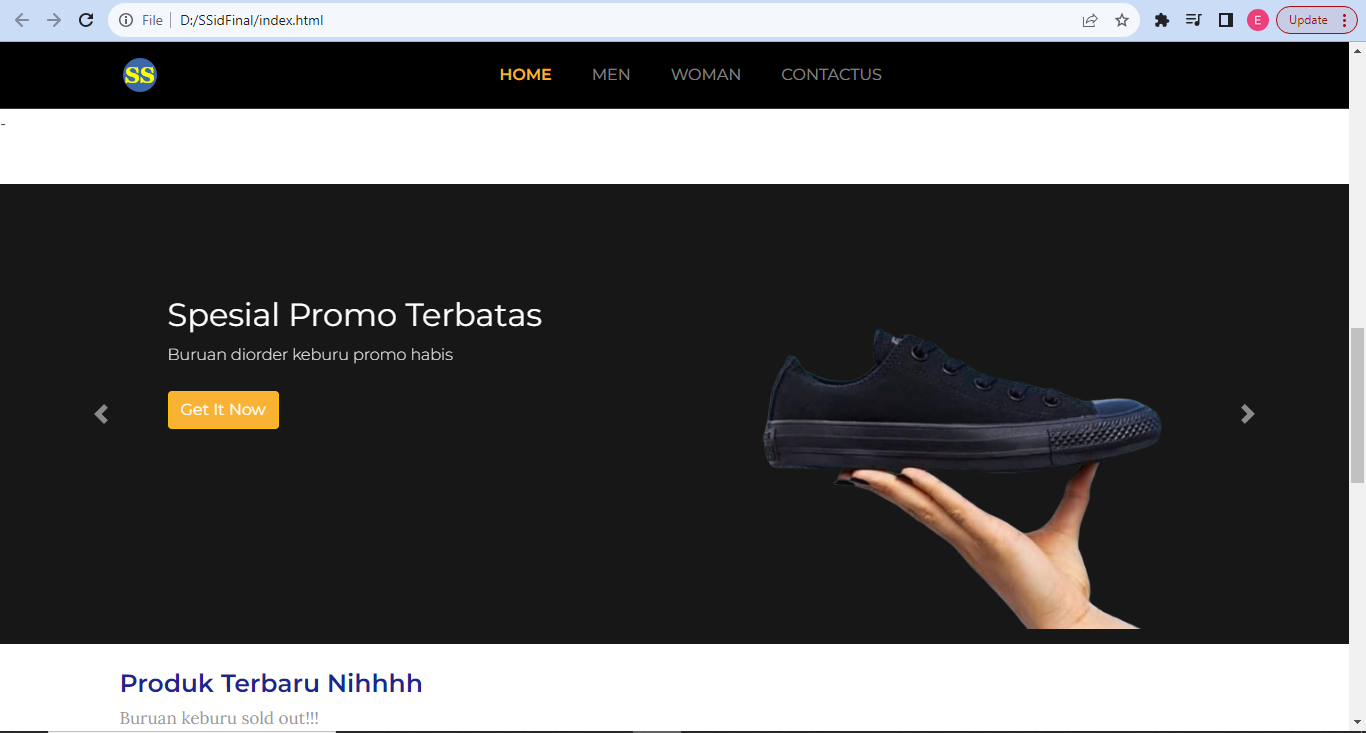 File
D:/SSidFinal/index.html
E
Update
SS
HOME
MEN
WOMAN
CONTACTUS
-
Spesial Promo Terbatas
Buruan diorder keburu promo habis
Get It Now
Produk Terbaru Nihhhh
Buruan keburu sold out!!!